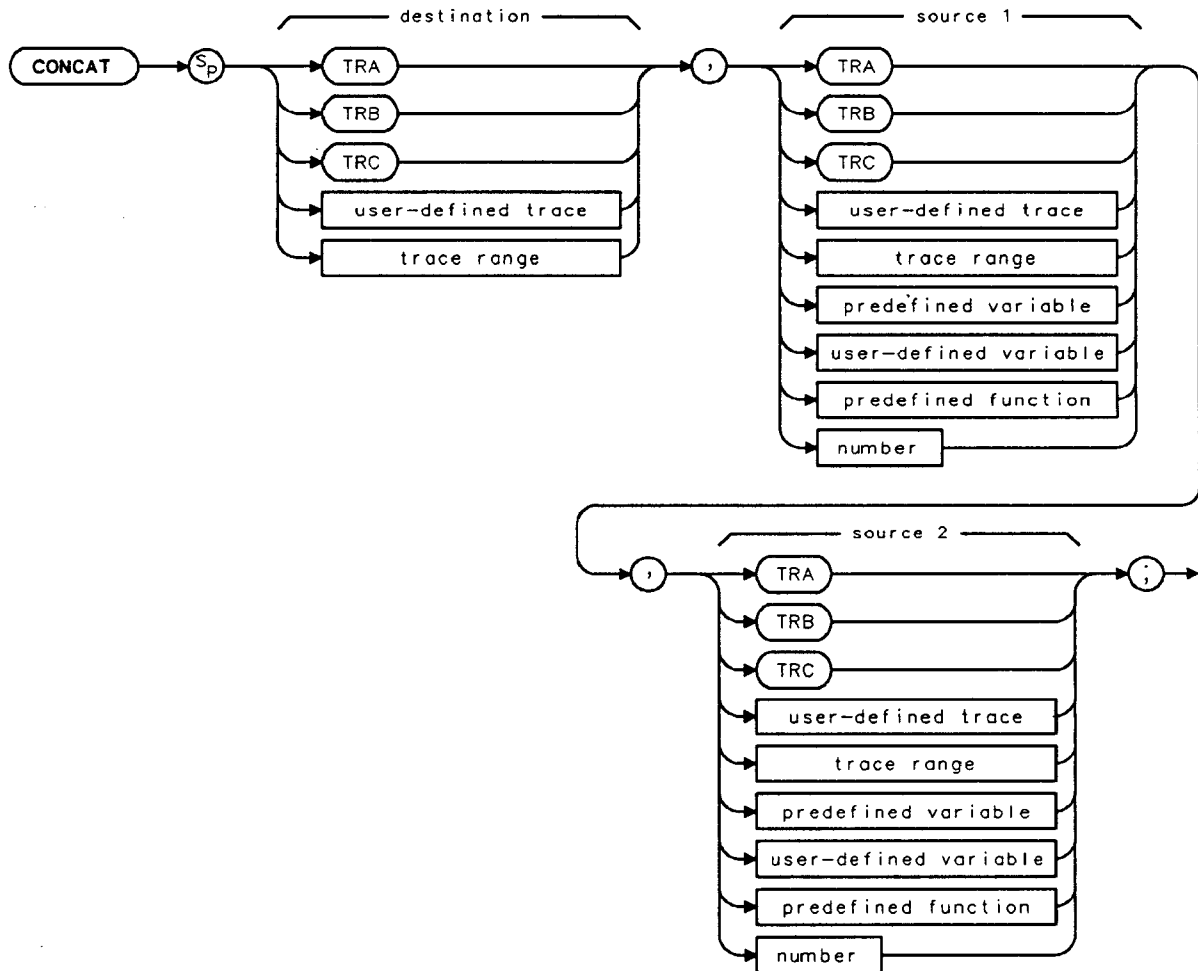 destination
source 1
CONCAT
Sp
TRA
,
TRA
TRB
TRB
TRC
TRC
user-defined trace
user-defined trace
trace range
trace range
predefined variable
user-defined variable
predefined function
number
source 2
,
TRA
;
TRB
TRC
user-defined trace
trace range
predefined variable
user-defined variable
predefined function
number